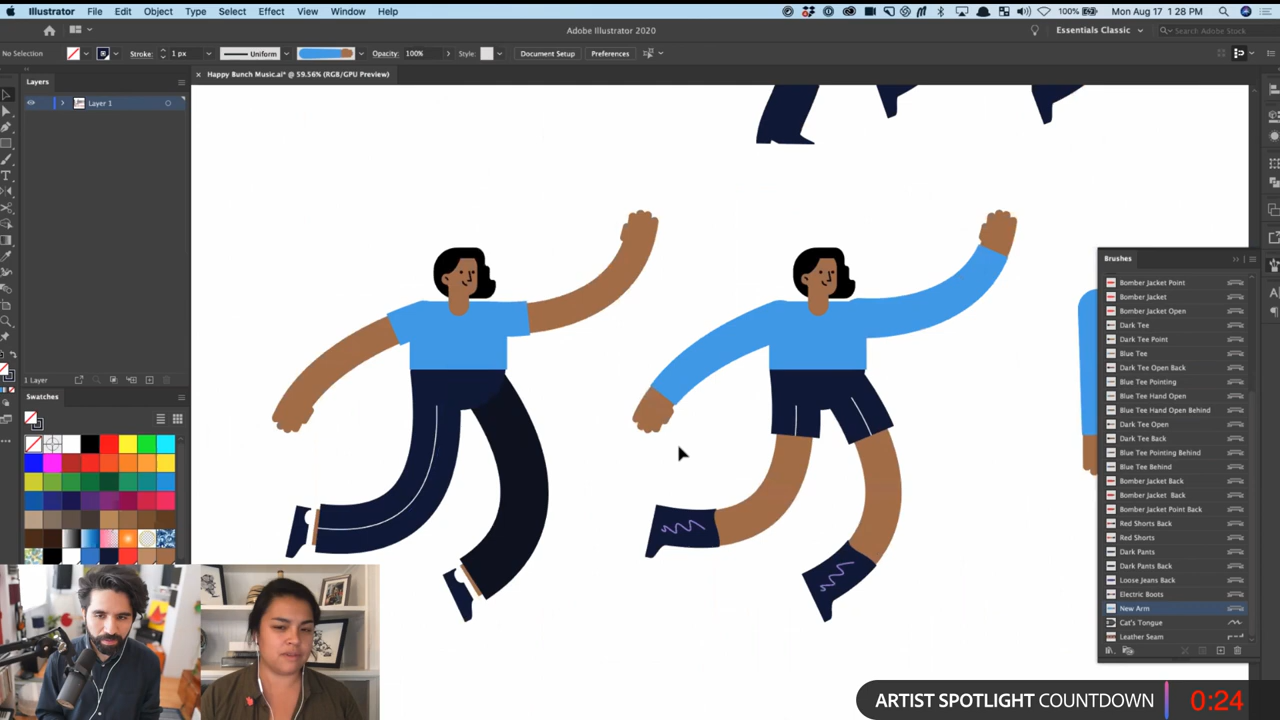 Illustrator File Edit Object Type Select Effect View Window Help 100% Mon Aug 17 1:28 PM
Adobe Illustrator 2020 Essentials Classic Search Adobe Stock
No Selection Stroke: 1 px Uniform Opacity: 100% Style: Document Setup Preferences
× Happy Bunch Music.ai* @ 59.56% (RGB/GPU Preview)
Layers
Layer 1
1 Layer
Swatches
Brushes
Bomber Jacket Point
Bomber Jacket
Bomber Jacket Open
Dark Tee
Dark Tee Point
Blue Tee
Dark Tee Open Back
Blue Tee Pointing
Blue Tee Hand Open
Blue Tee Hand Open Behind
Dark Tee Open
Dark Tee Back
Blue Tee Pointing Behind
Blue Tee Behind
Bomber Jacket Back
Bomber Jacket  Back
Bomber Jacket Point Back
Red Shorts Back
Red Shorts
Dark Pants
Dark Pants Back
Loose Jeans Back
Electric Boots
New Arm
Cat's Tongue
Leather Seam
ARTIST SPOTLIGHT COUNTDOWN 0:24